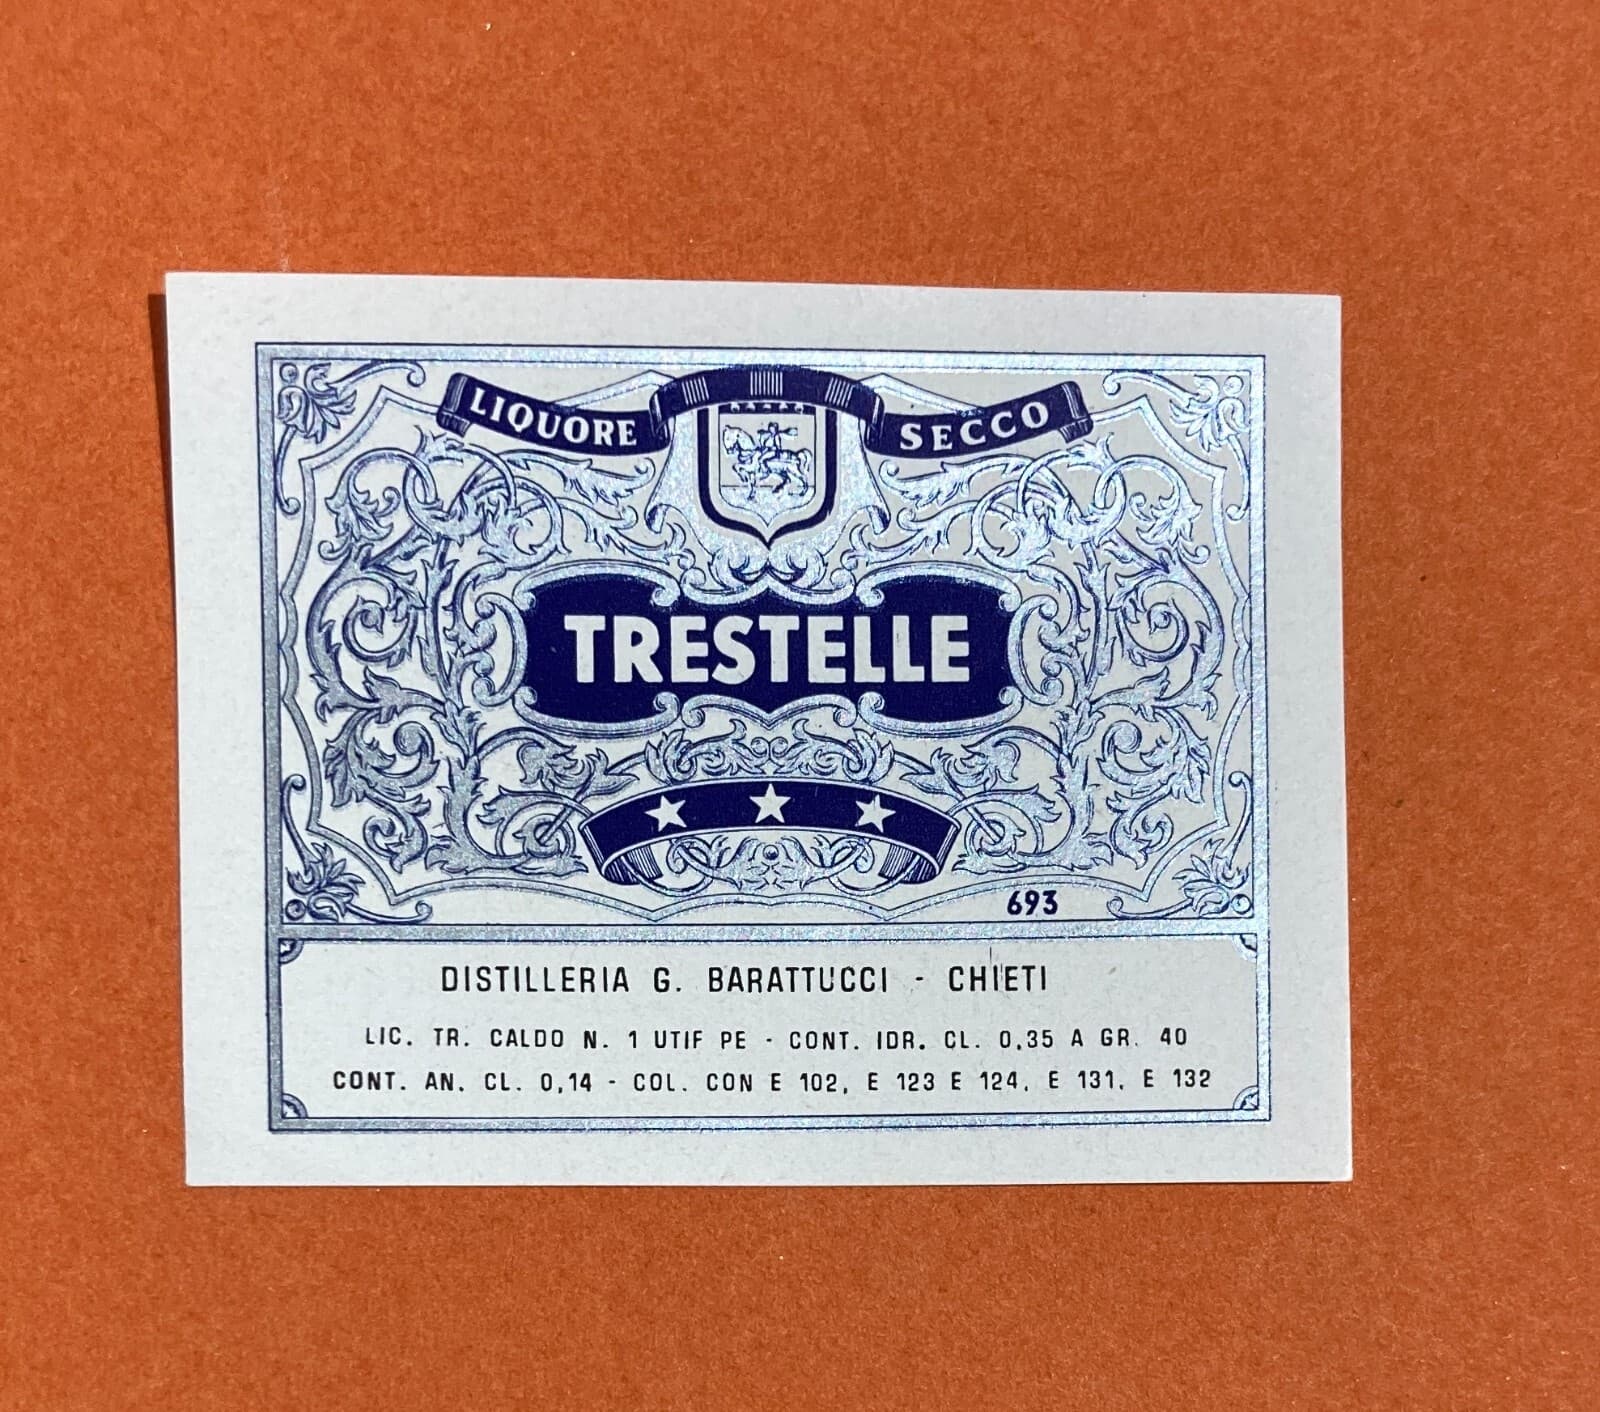 LIQUORE SECCO
TRESTELLE
693
DISTILLERIA G. BARATTUCCI - CHIETI
LIC. TR. CALDO N. 1 UTIF PE - CONT. IDR. CL. 0,35 A GR. 40
CONT. AN. CL. 0,14 - COL. CON E 102, E 123 E 124, E 131, E 132